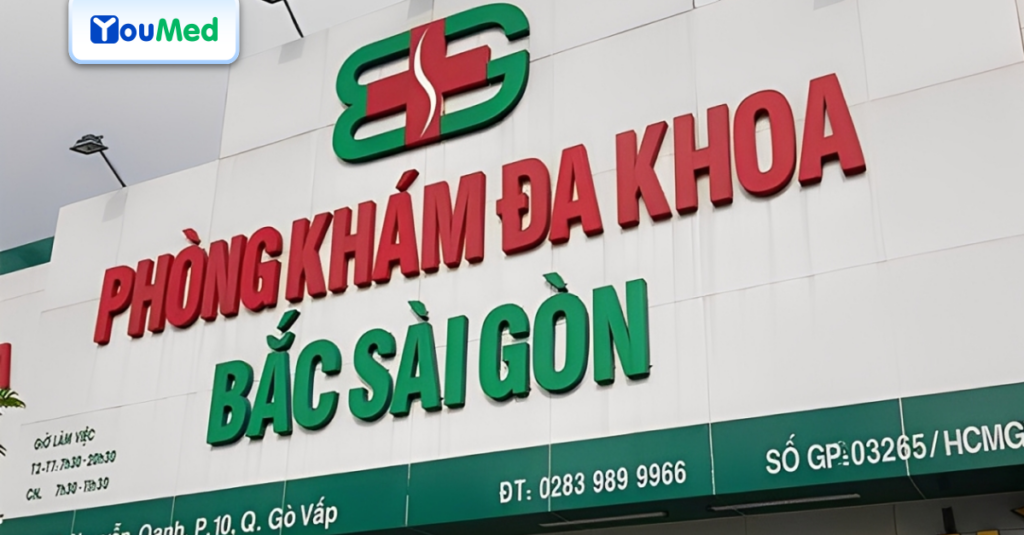 YouMed
PHÒNG KHÁM ĐA KHOA
BẮC SÀI GÒN
GIỜ LÀM VIỆC
T2-T7: 7h30-20h30
CN. 7h30-11h30
Oanh, P.10, Q. Gò Vấp
ĐT: 0283 989 9966
SỐ GP: 03265/HCMG